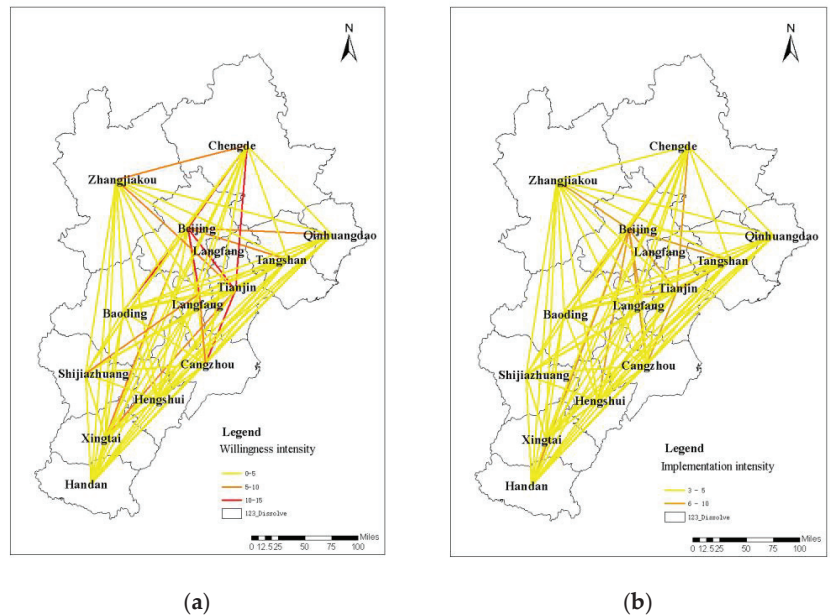 N
Chengde
Zhangjiakou
Beijing
Qinhuangdao
Langfang
Tangshan
Tianjin
Langfang
Baoding
Cangzhou
Shijiazhuang
Hengshui
Xingtai
Handan
Legend
Willingness intensity
0-5
5-10
10-15
123_Dissolve
Miles
0 12.5 25 50 75 100
(a)
N
Chengde
Zhangjiakou
Beijing
Qinhuangdao
Langfang
Tangshan
Tianjin
Langfang
Baoding
Cangzhou
Shijiazhuang
Hengshui
Xingtai
Handan
Legend
Implementation intensity
3 - 5
6 - 10
123_Dissolve
Miles
0 12.5 25 50 75 100
(b)